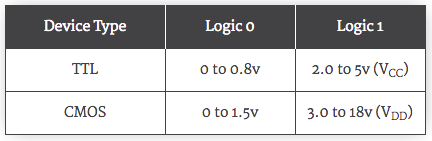 Device Type Logic 0 Logic 1
TTL 0 to 0.8v 2.0 to 5v (VCC)
CMOS 0 to 1.5v 3.0 to 18v (VDD)